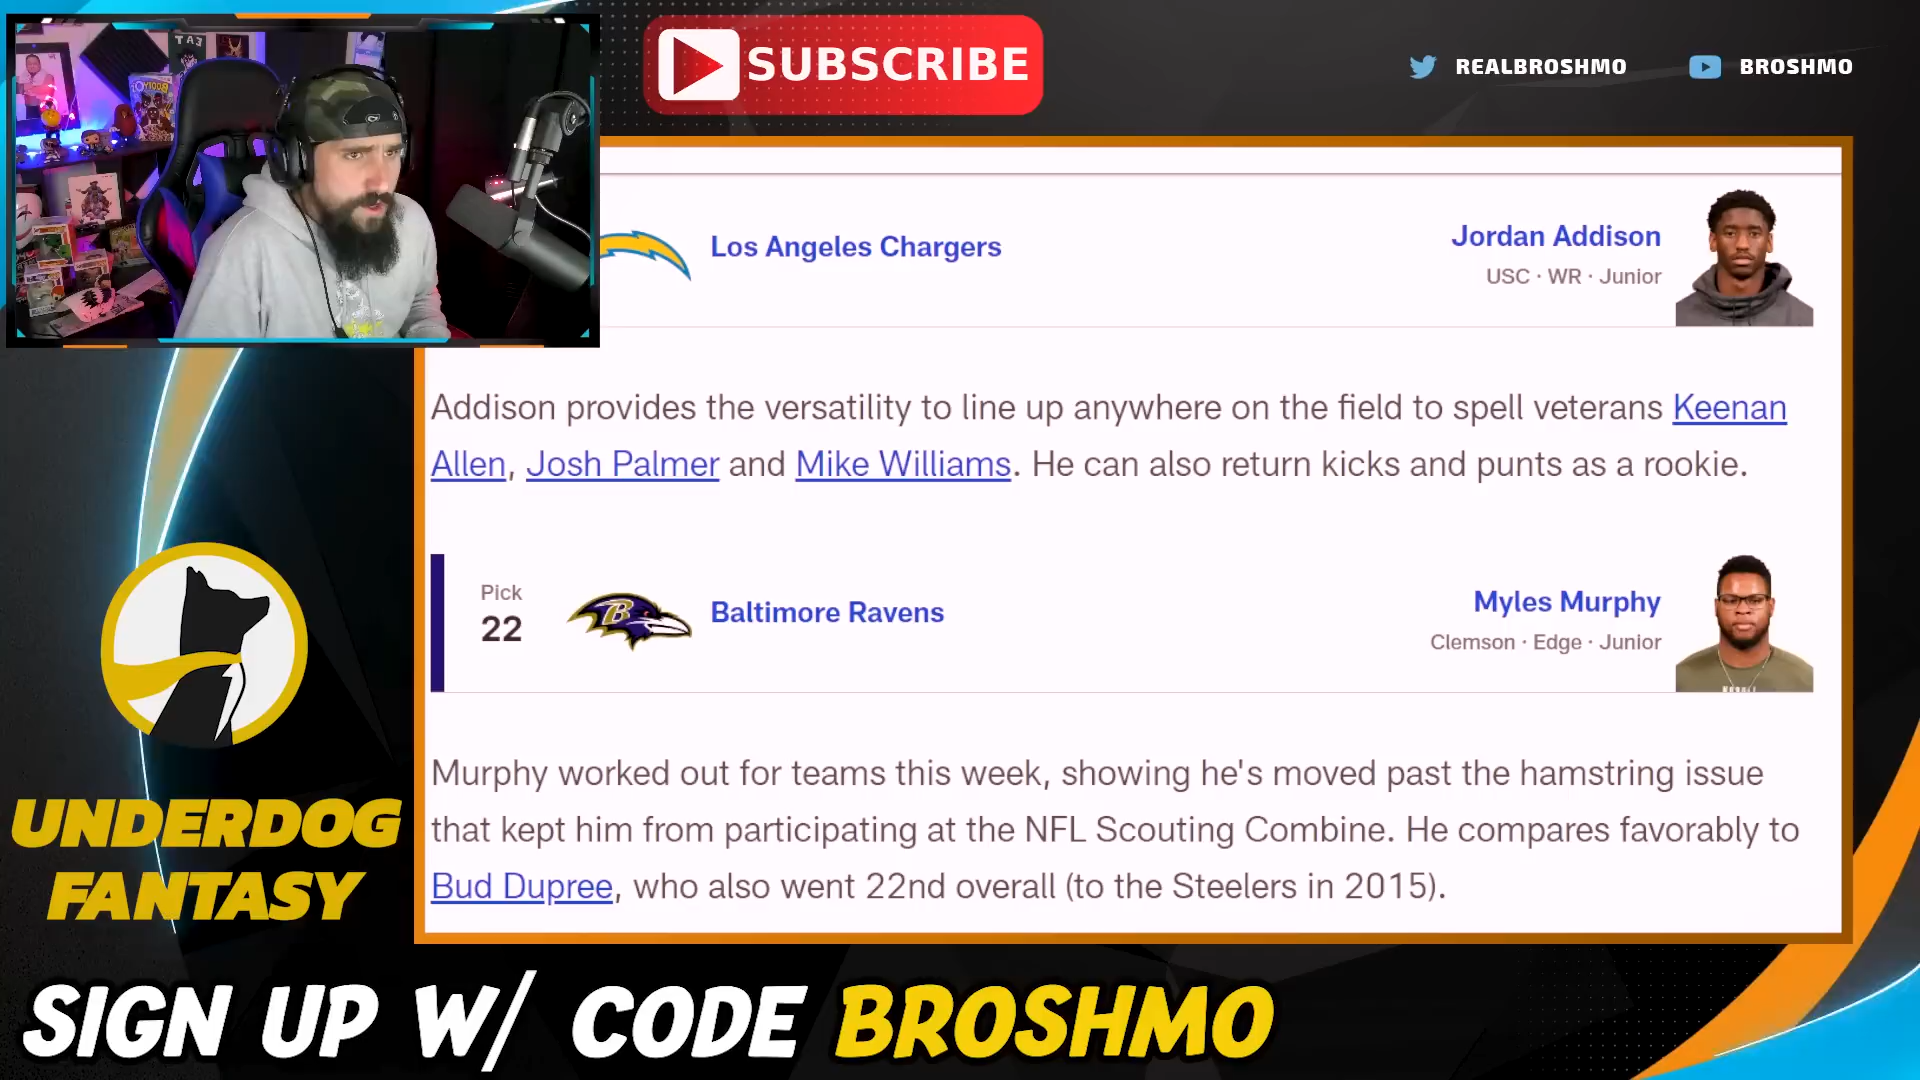 SUBSCRIBE
REALBROSHMO
BROSHMO
EAT
Los Angeles Chargers
Jordan Addison
USC · WR · Junior
Addison provides the versatility to line up anywhere on the field to spell veterans Keenan
Allen, Josh Palmer and Mike Williams. He can also return kicks and punts as a rookie.
Pick
22
Baltimore Ravens
Myles Murphy
Clemson · Edge · Junior
Murphy worked out for teams this week, showing he's moved past the hamstring issue
that kept him from participating at the NFL Scouting Combine. He compares favorably to
Bud Dupree, who also went 22nd overall (to the Steelers in 2015).
UNDERDOG
FANTASY
SIGN UP W/ CODE BROSHMO